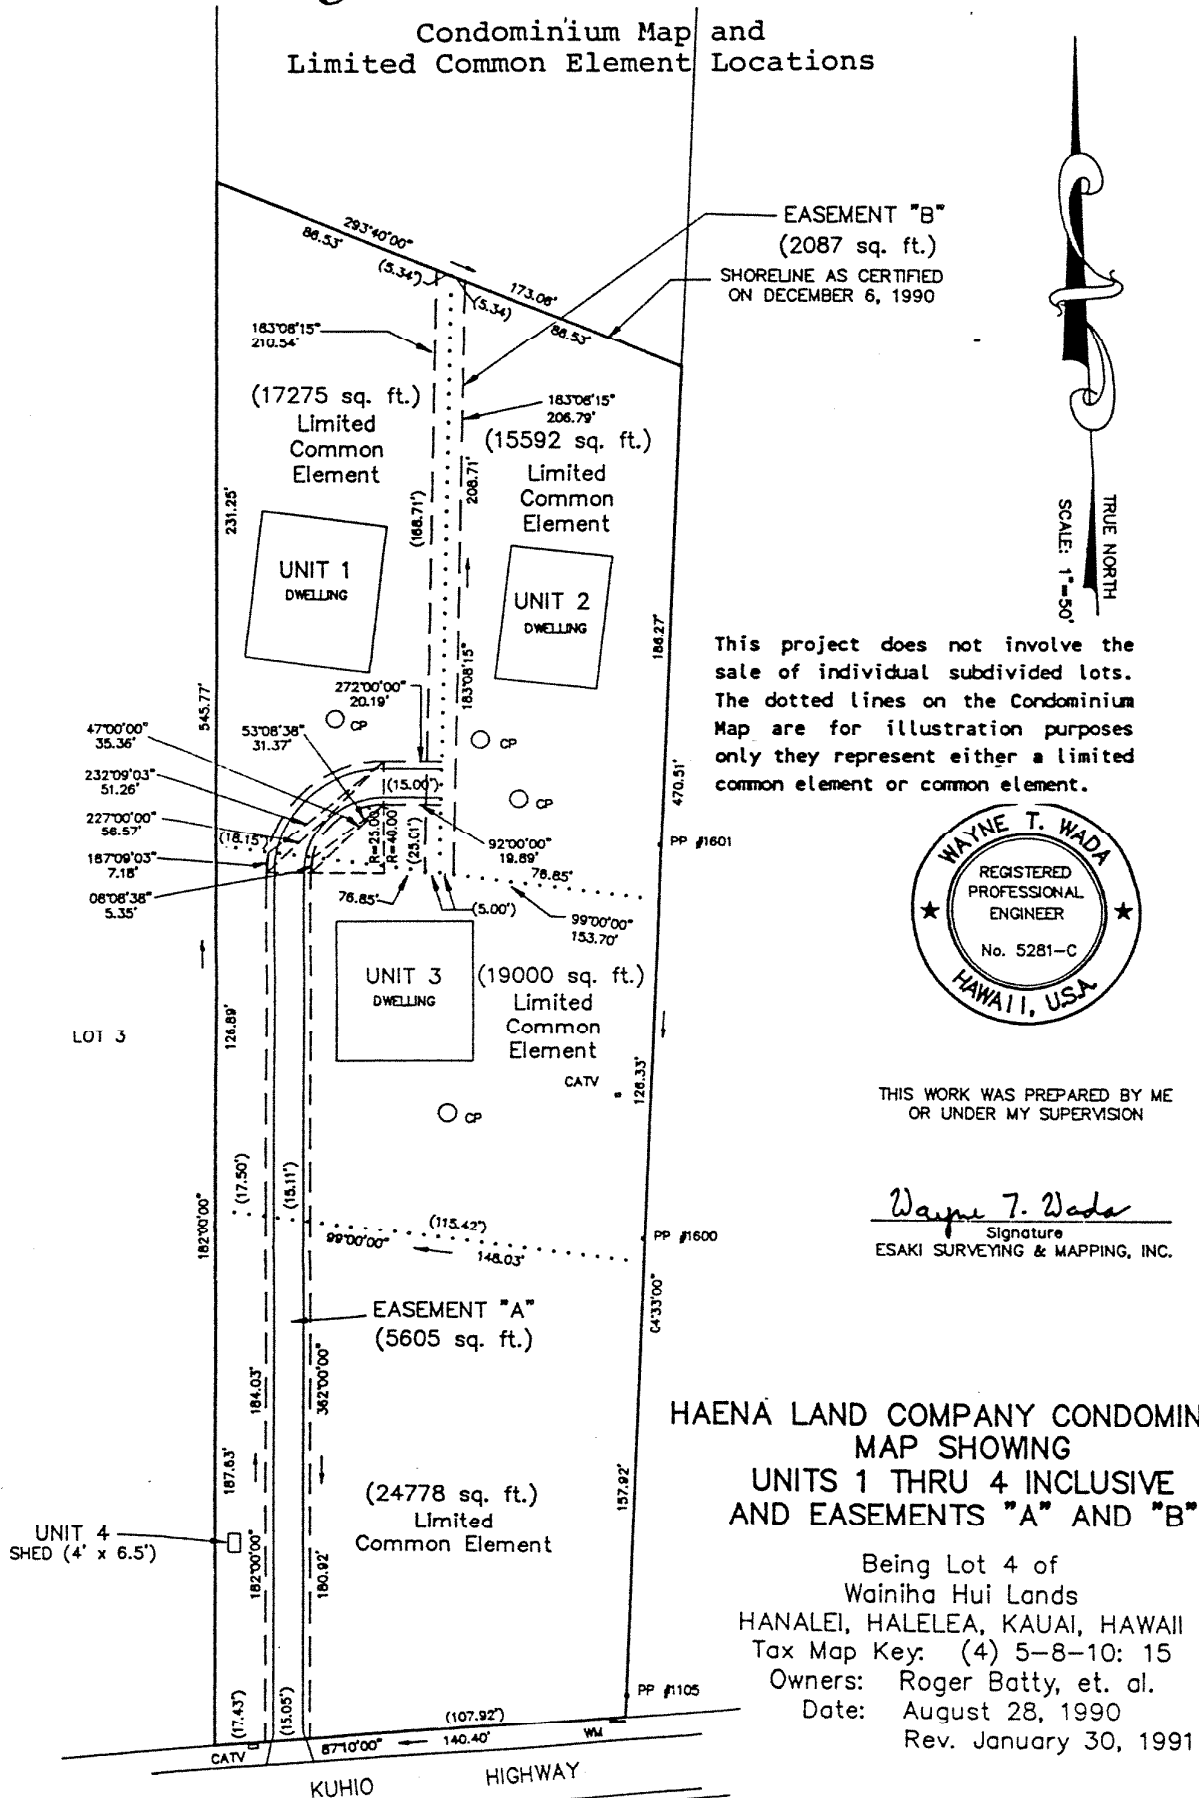 Condominium Map and
Limited Common Element Locations
293°40'00"
86.53'
(5.34')
(5.34)
173.06'
86.53'
EASEMENT "B"
(2087 sq. ft.)
SHORELINE AS CERTIFIED
ON DECEMBER 6, 1990
183°08'15"
210.54'
(17275 sq. ft.)
Limited
Common
Element
183°08'15"
206.79'
(15592 sq. ft.)
Limited
Common
Element
231.25'
(168.71')
208.71'
TRUE NORTH
SCALE: 1"=50'
UNIT 1
DWELLING
UNIT 2
DWELLING
186.27'
183°08'15"
545.77'
This project does not involve the
sale of individual subdivided lots.
The dotted lines on the Condominium
Map are for illustration purposes
only they represent either a limited
common element or common element.
272°00'00"
20.19'
CP
CP
CP
47°00'00"
35.36'
53°08'38"
31.37'
232°09'03"
51.26'
227°00'00"
56.57'
187°09'03"
7.18'
08°08'38"
5.35'
(18.15')
(15.00')
R=25.00'
R=40.00'
(25.01')
92°00'00"
19.89'
470.51'
PP #1601
76.85'
76.85'
(5.00')
99°00'00"
153.70'
WAYNE T. WADA
REGISTERED
PROFESSIONAL
ENGINEER
No. 5281-C
HAWAII, U.S.A.
UNIT 3
DWELLING
(19000 sq. ft.)
Limited
Common
Element
CATV
LOT 3
126.89'
126.33'
CP
THIS WORK WAS PREPARED BY ME
OR UNDER MY SUPERVISION
Wayne T. Wada
Signature
ESAKI SURVEYING & MAPPING, INC.
(17.50')
(15.11')
182°00'00"
(115.42')
99°00'00"
148.03'
PP #1600
04°33'00"
EASEMENT "A"
(5605 sq. ft.)
184.03'
362°00'00"
187.63'
157.92'
HAENA LAND COMPANY CONDOMIN
MAP SHOWING
UNITS 1 THRU 4 INCLUSIVE
AND EASEMENTS "A" AND "B"
(24778 sq. ft.)
Limited
Common Element
UNIT 4
SHED (4' x 6.5')
182°00'00"
180.92'
Being Lot 4 of
Wainiha Hui Lands
HANALEI, HALELEA, KAUAI, HAWAII
Tax Map Key: (4) 5-8-10: 15
Owners: Roger Batty, et. al.
Date: August 28, 1990
Rev. January 30, 1991
(17.43')
(15.05')
PP #1105
(107.92')
WM
CATV
87°10'00"
140.40'
KUHIO HIGHWAY